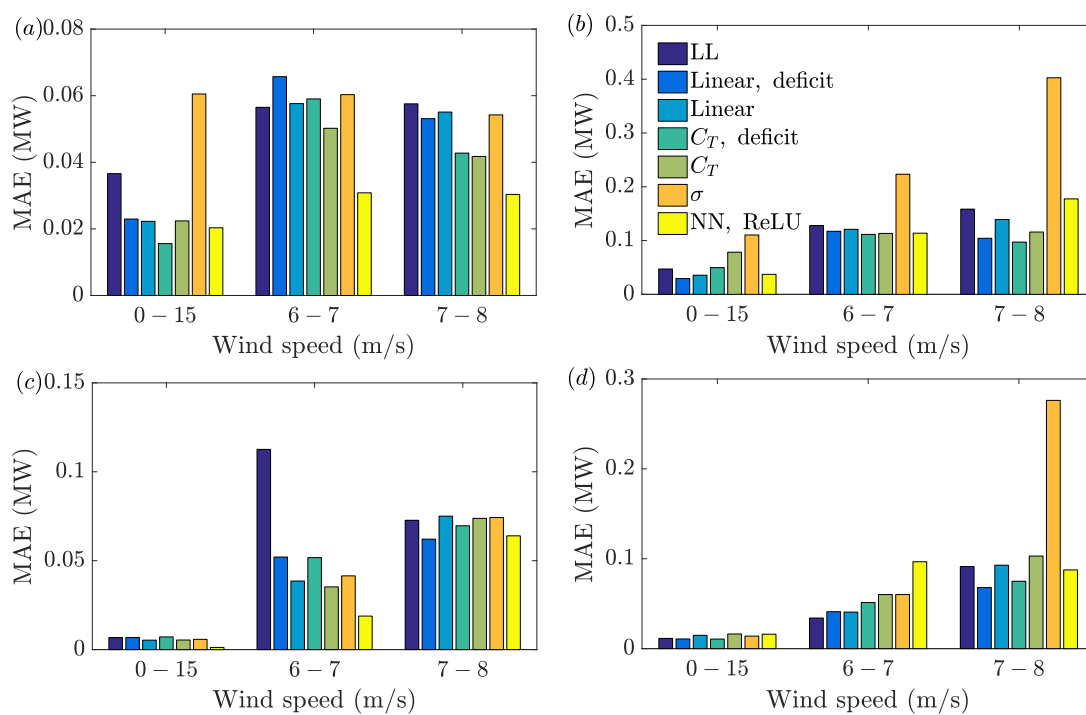 (a)
0.08
0.06
0.04
0.02
0
MAE (MW)
0 − 15
6 − 7
7 − 8
Wind speed (m/s)
(b)
0.5
0.4
0.3
0.2
0.1
0
MAE (MW)
LL
Linear, deficit
Linear
C_T, deficit
C_T
σ
NN, ReLU
0 − 15
6 − 7
7 − 8
Wind speed (m/s)
(c)
0.15
0.1
0.05
0
MAE (MW)
0 − 15
6 − 7
7 − 8
Wind speed (m/s)
(d)
0.3
0.2
0.1
0
MAE (MW)
0 − 15
6 − 7
7 − 8
Wind speed (m/s)